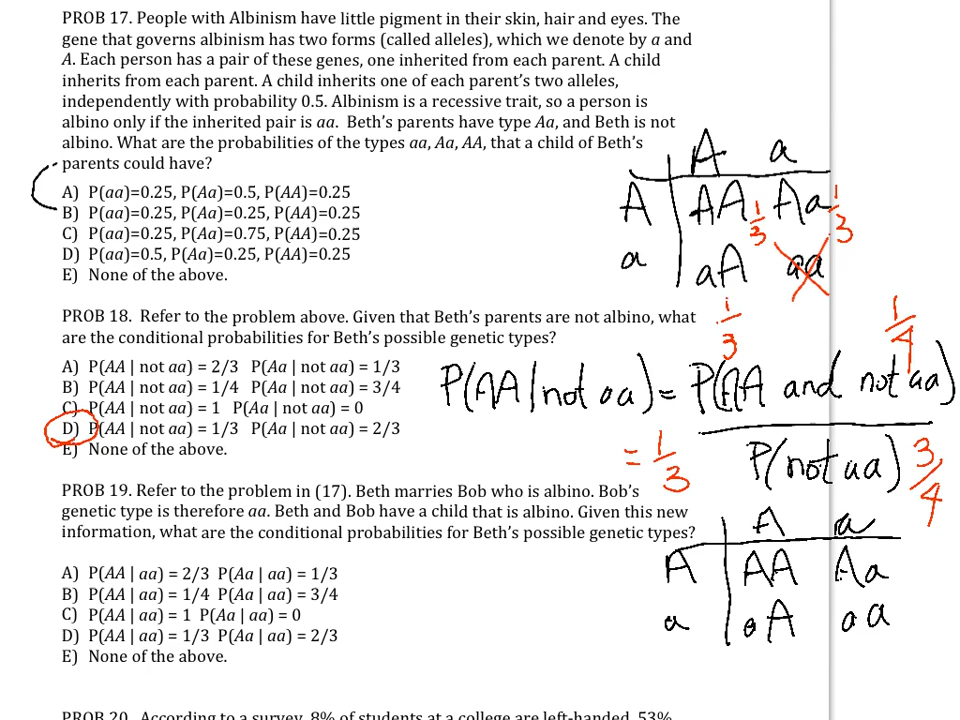 PROB 17. People with Albinism have little pigment in their skin, hair and eyes. The
gene that governs albinism has two forms (called alleles), which we denote by a and
A. Each person has a pair of these genes, one inherited from each parent. A child
inherits from each parent. A child inherits one of each parent's two alleles,
independently with probability 0.5. Albinism is a recessive trait, so a person is
albino only if the inherited pair is aa. Beth's parents have type Aa, and Beth is not
albino. What are the probabilities of the types aa, Aa, AA, that a child of Beth's
parents could have?
A) P(aa)=0.25, P(Aa)=0.5, P(AA)=0.25
B) P(aa)=0.25, P(Aa)=0.25, P(AA)=0.25
C) P(aa)=0.25, P(Aa)=0.75, P(AA)=0.25
D) P(aa)=0.5, P(Aa)=0.25, P(AA)=0.25
E) None of the above.
A a
A AA 1/3 Aa 1/3
a aA aa
1/3
PROB 18. Refer to the problem above. Given that Beth's parents are not albino, what
are the conditional probabilities for Beth's possible genetic types?
A) P(AA | not aa) = 2/3 P(Aa | not aa) = 1/3
B) P(AA | not aa) = 1/4 P(Aa | not aa) = 3/4
C) P(AA | not aa) = 1 P(Aa | not aa) = 0
D) P(AA | not aa) = 1/3 P(Aa | not aa) = 2/3
E) None of the above.
1/4
P(AA | not aa) = P(AA and not aa)
= 1/3 P(not aa) 3/4
PROB 19. Refer to the problem in (17). Beth marries Bob who is albino. Bob's
genetic type is therefore aa. Beth and Bob have a child that is albino. Given this new
information, what are the conditional probabilities for Beth's possible genetic types?
A) P(AA | aa) = 2/3 P(Aa | aa) = 1/3
B) P(AA | aa) = 1/4 P(Aa | aa) = 3/4
C) P(AA | aa) = 1 P(Aa | aa) = 0
D) P(AA | aa) = 1/3 P(Aa | aa) = 2/3
E) None of the above.
A a
A AA Aa
a aA aa
PROB 20. According to a survey, 8% of students at a college are left-handed, 53%